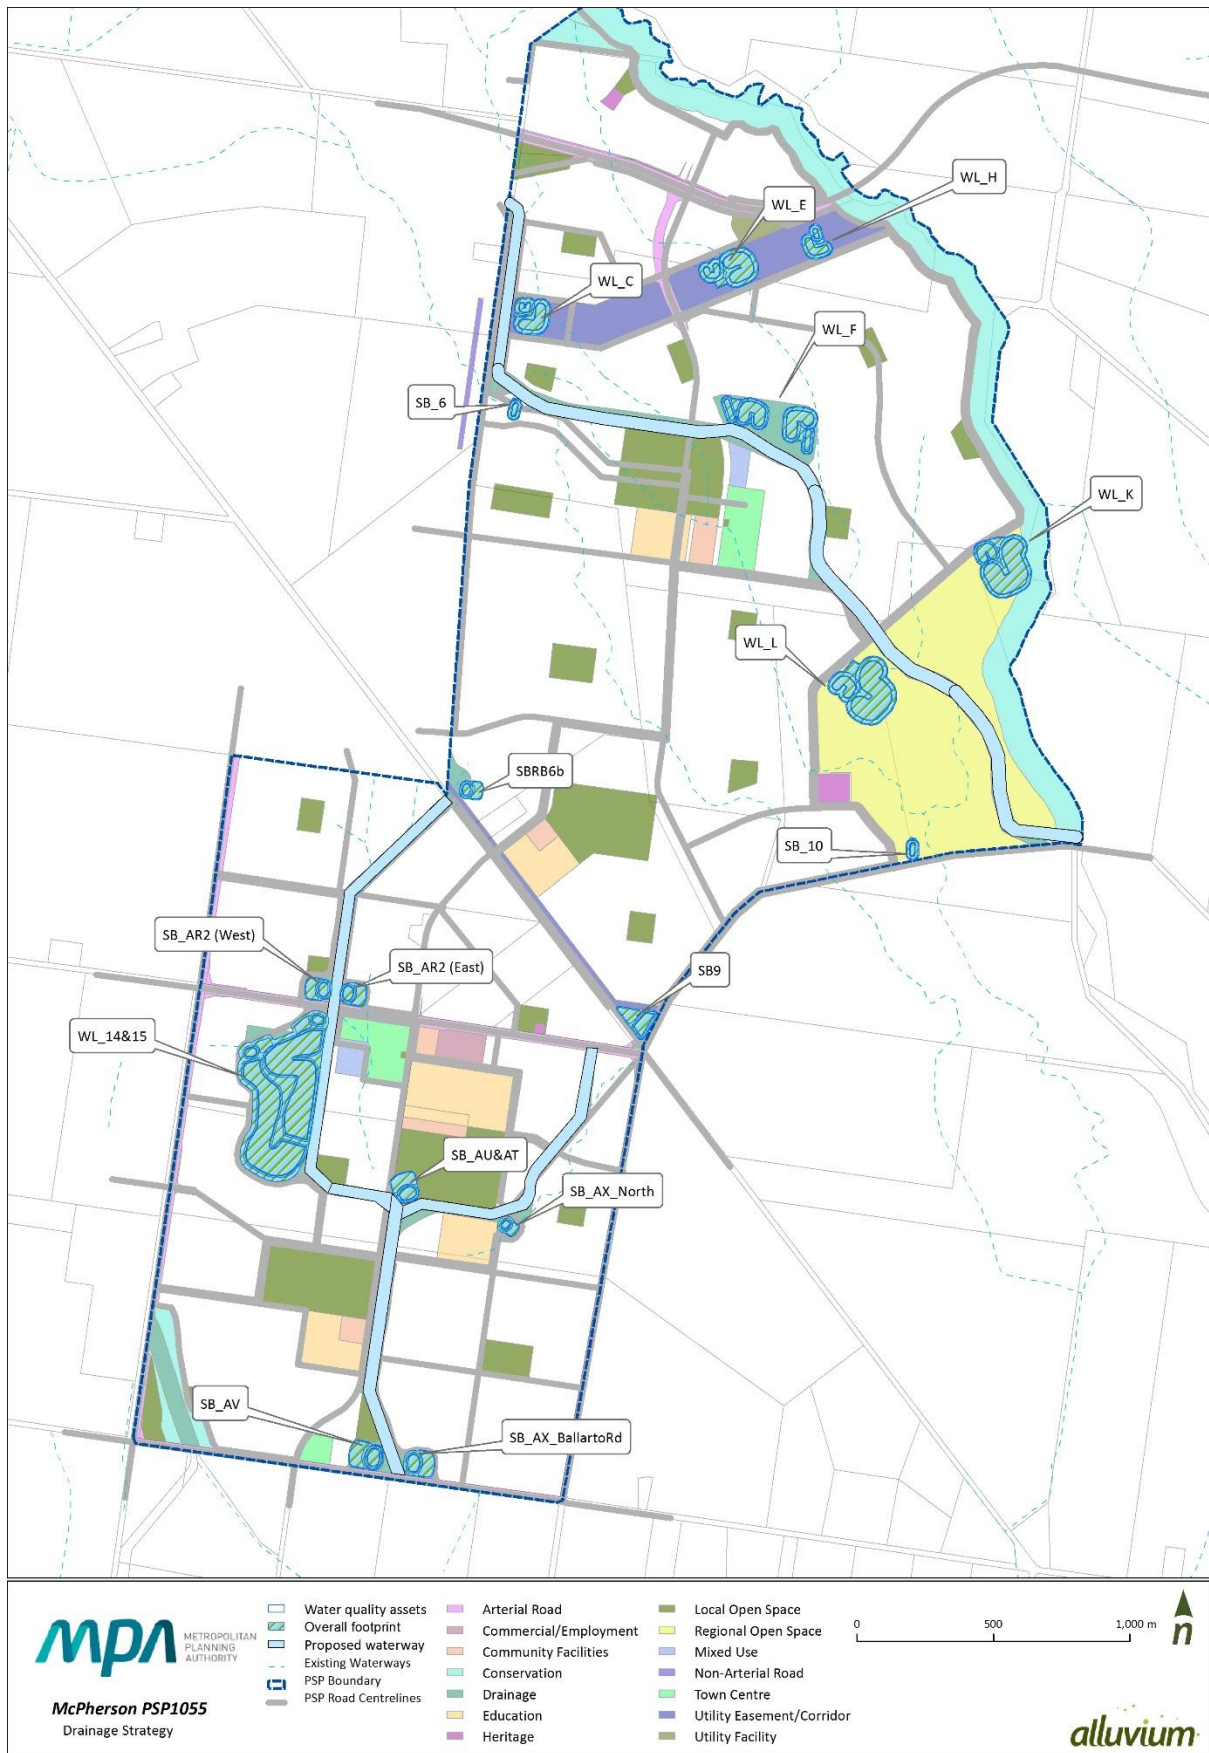 WL_H
WL_E
WL_C
WL_F
SB_6
WL_K
WL_L
SBRB6b
SB_10
SB_AR2 (West)
SB_AR2 (East)
SB9
WL_14&15
SB_AU&AT
SB_AX_North
SB_AV
SB_AX_BallartoRd
MPA METROPOLITAN
PLANNING
AUTHORITY
McPherson PSP1055
Drainage Strategy
Water quality assets
Overall footprint
Proposed waterway
Existing Waterways
PSP Boundary
PSP Road Centrelines
Arterial Road
Commercial/Employment
Community Facilities
Conservation
Drainage
Education
Heritage
Local Open Space
Regional Open Space
Mixed Use
Non-Arterial Road
Town Centre
Utility Easement/Corridor
Utility Facility
0 500 1,000 m
n
alluvium